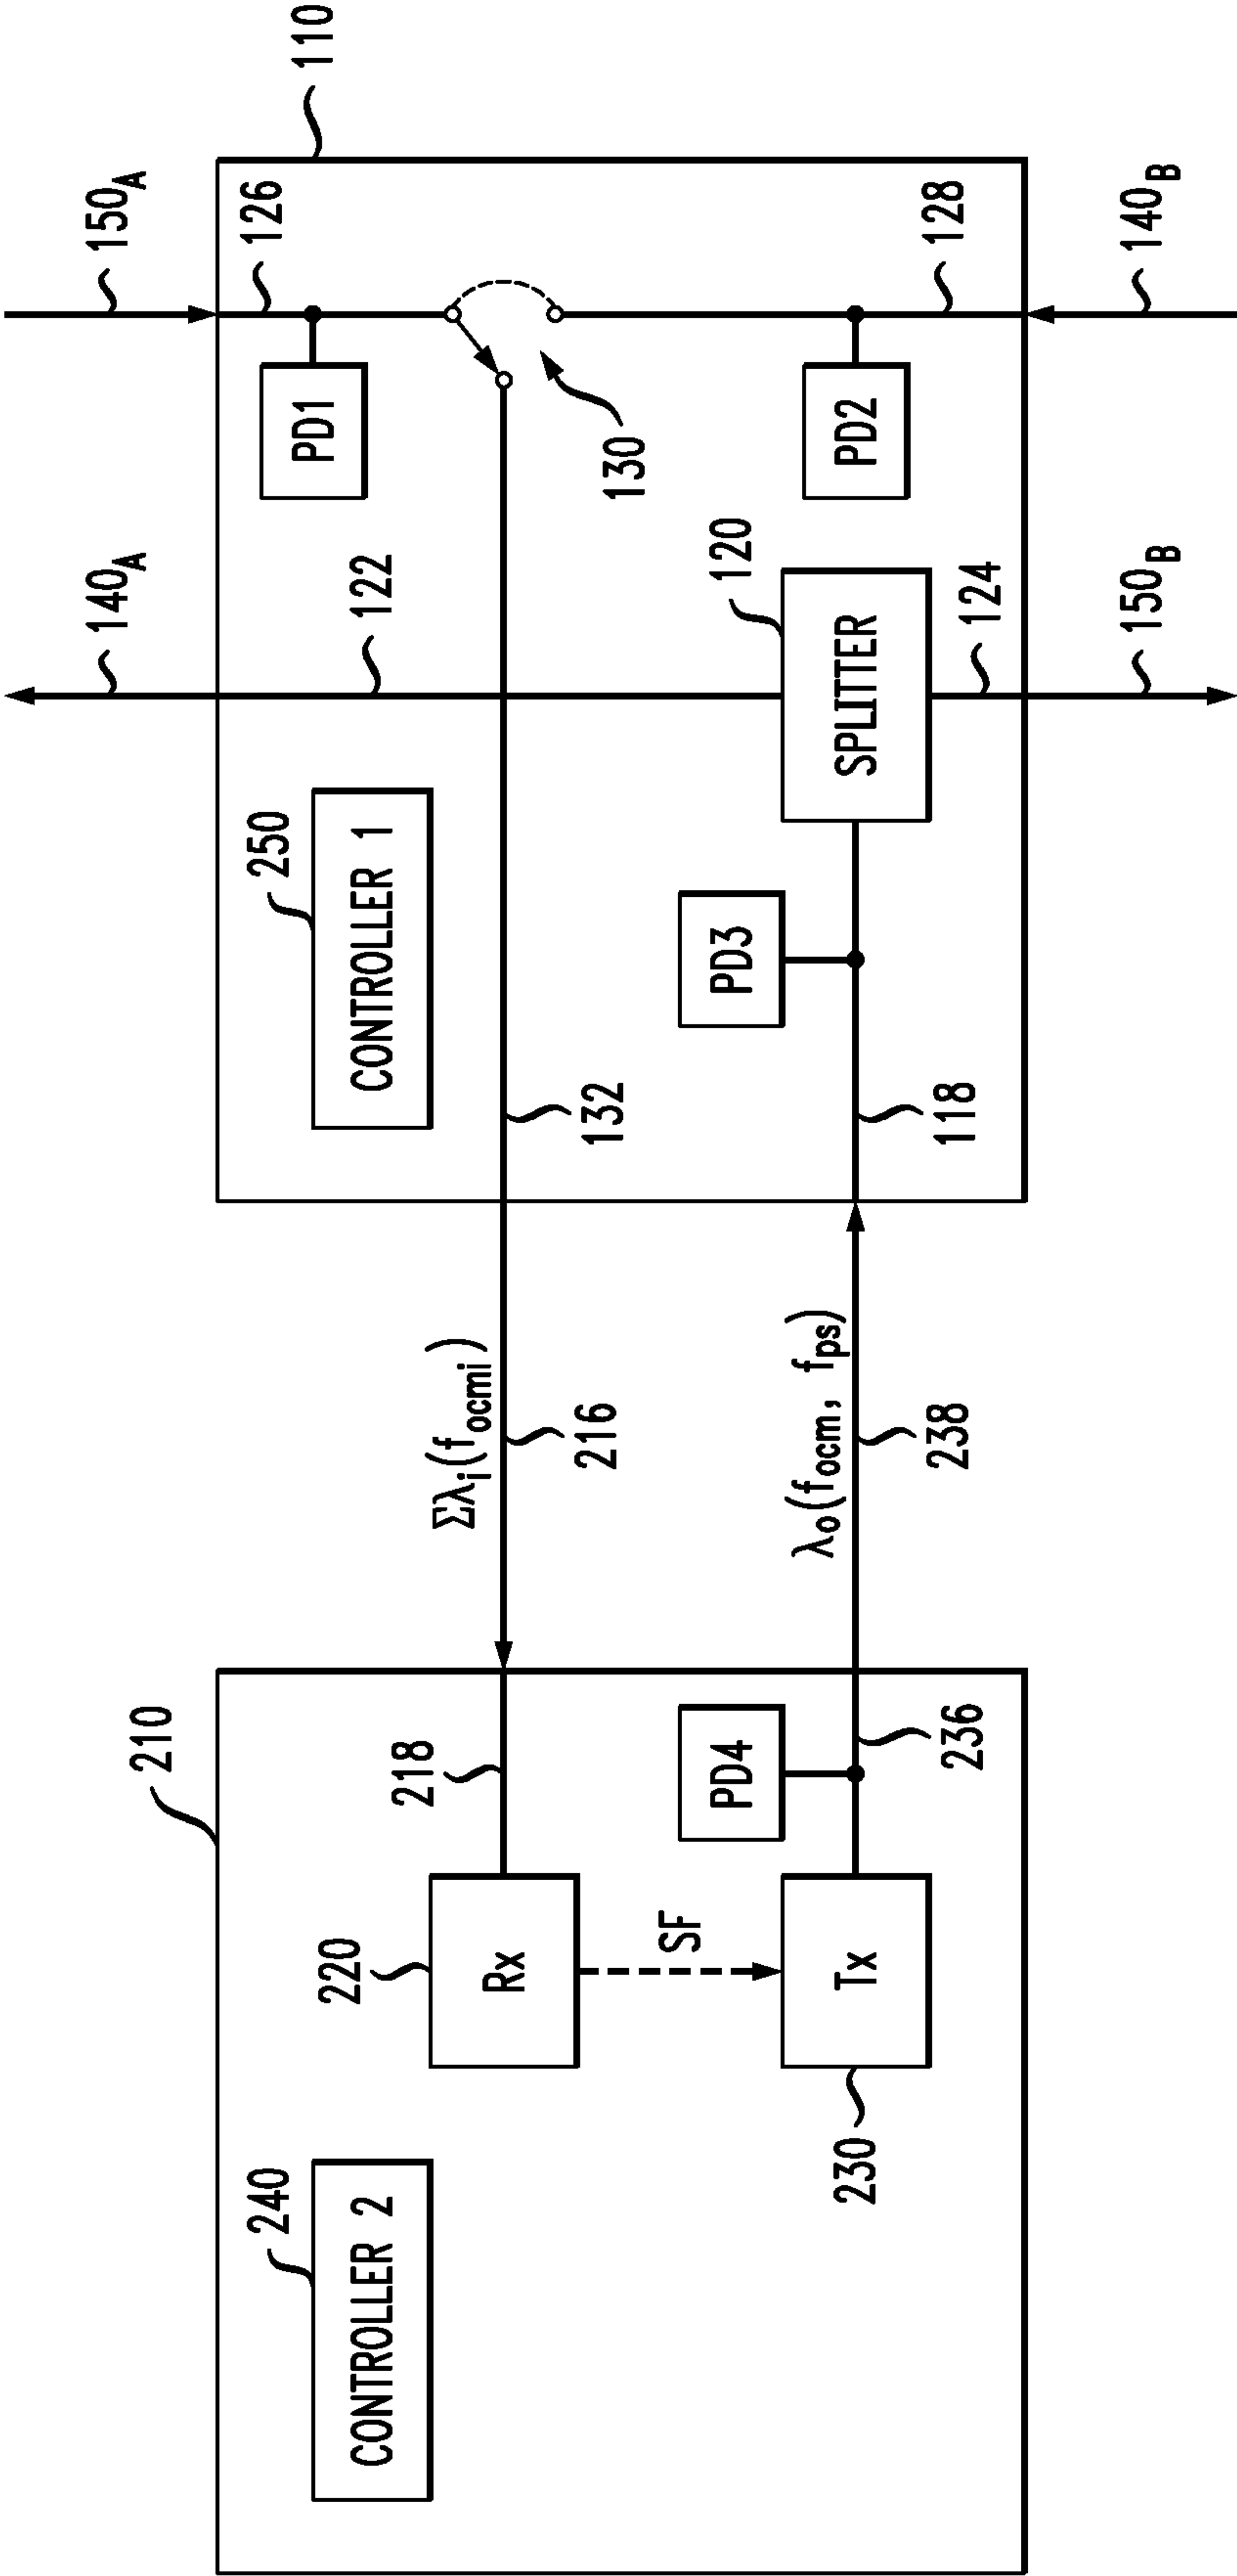 210
240
CONTROLLER 2
220
Rx
218
SF
230
Tx
PD4
236
Σλi(focmi)
216
λo(focm, fps)
238
110
250
CONTROLLER 1
132
118
PD3
120
SPLITTER
122
140A
124
150B
130
PD1
126
150A
PD2
128
140B